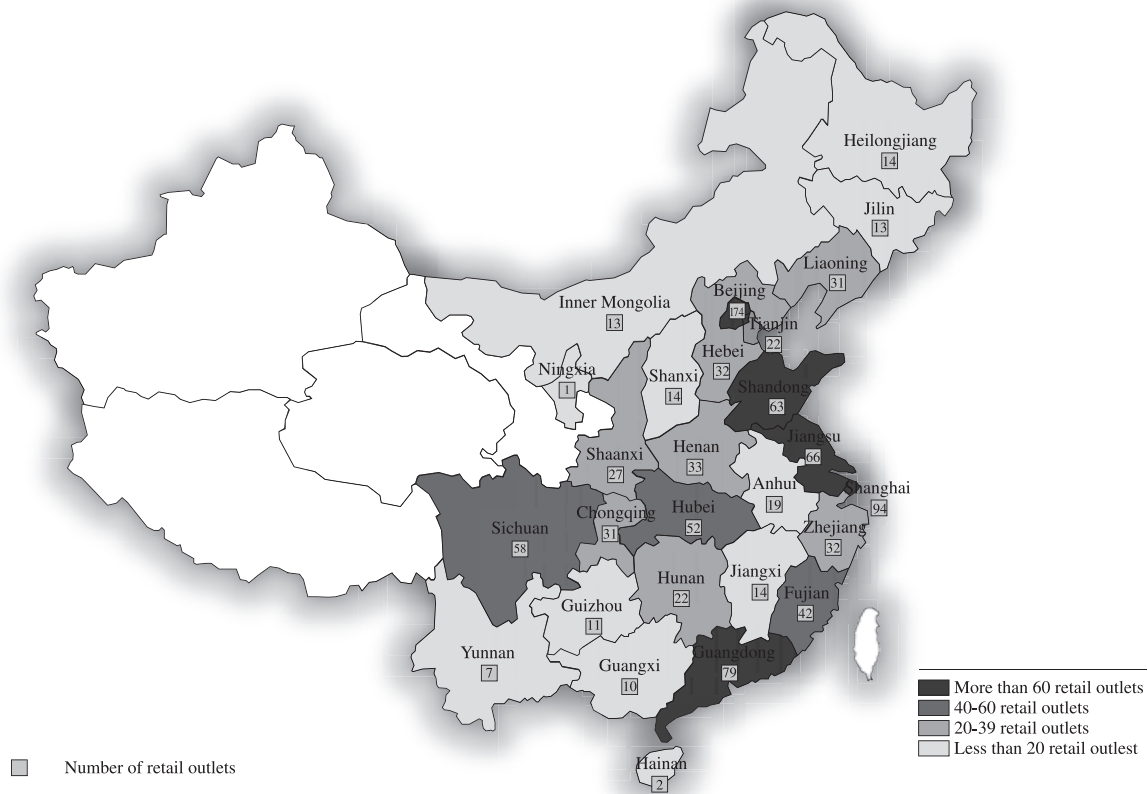 Heilongjiang
14
Jilin
13
Liaoning
31
Beijing
174
Inner Mongolia
13
Tianjin
22
Hebei
32
Ningxia
1
Shanxi
14
Shandong
63
Jiangsu
66
Shaanxi
27
Henan
33
Anhui
19
Shanghai
94
Sichuan
58
Chongqing
31
Hubei
52
Zhejiang
32
Hunan
22
Jiangxi
14
Fujian
42
Guizhou
11
Yunnan
7
Guangxi
10
Guangdong
79
Hainan
2
More than 60 retail outlets
40-60 retail outlets
20-39 retail outlets
Less than 20 retail outlest
Number of retail outlets